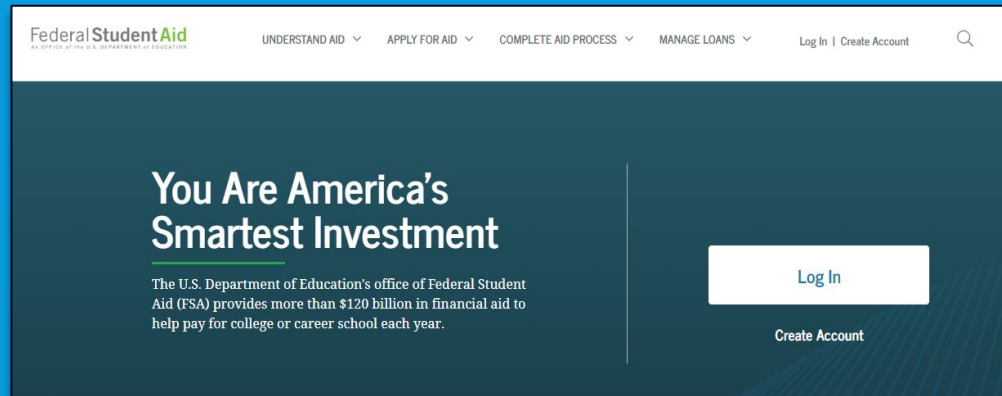 Federal Student Aid
An OFFICE of the U.S. DEPARTMENT of EDUCATION
UNDERSTAND AID
APPLY FOR AID
COMPLETE AID PROCESS
MANAGE LOANS
Log In | Create Account
You Are America's
Smartest Investment
The U.S. Department of Education's office of Federal Student
Aid (FSA) provides more than $120 billion in financial aid to
help pay for college or career school each year.
Log In
Create Account